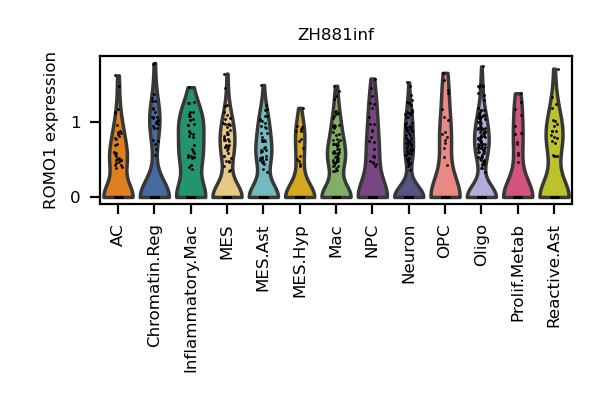 ZH881inf
ROMO1 expression
1
0
AC
Chromatin.Reg
Inflammatory.Mac
MES
MES.Ast
MES.Hyp
Mac
NPC
Neuron
OPC
Oligo
Prolif.Metab
Reactive.Ast